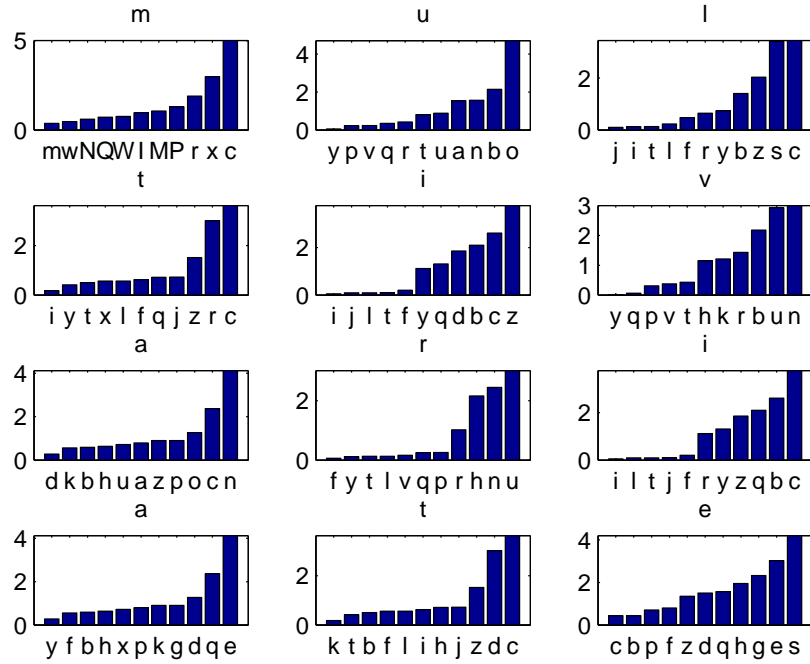 m u l
5
0
m w N Q W I M P r x c
4
2
0
y p v q r t u a n b o
2
0
j i t l f r y b z s c
t i v
2
0
i y t x l f q j z r c
2
0
i j l t f y q d b c z
3
2
1
0
y q p v t h k r b u n
a r i
4
2
0
d k b h u a z p o c n
2
0
f y t l v q p r h n u
2
0
i l t j f r y z q b c
a t e
4
2
0
y f b h x p k g d q e
2
0
k t b f l i h j z d c
4
2
0
c b p f z d q h g e s